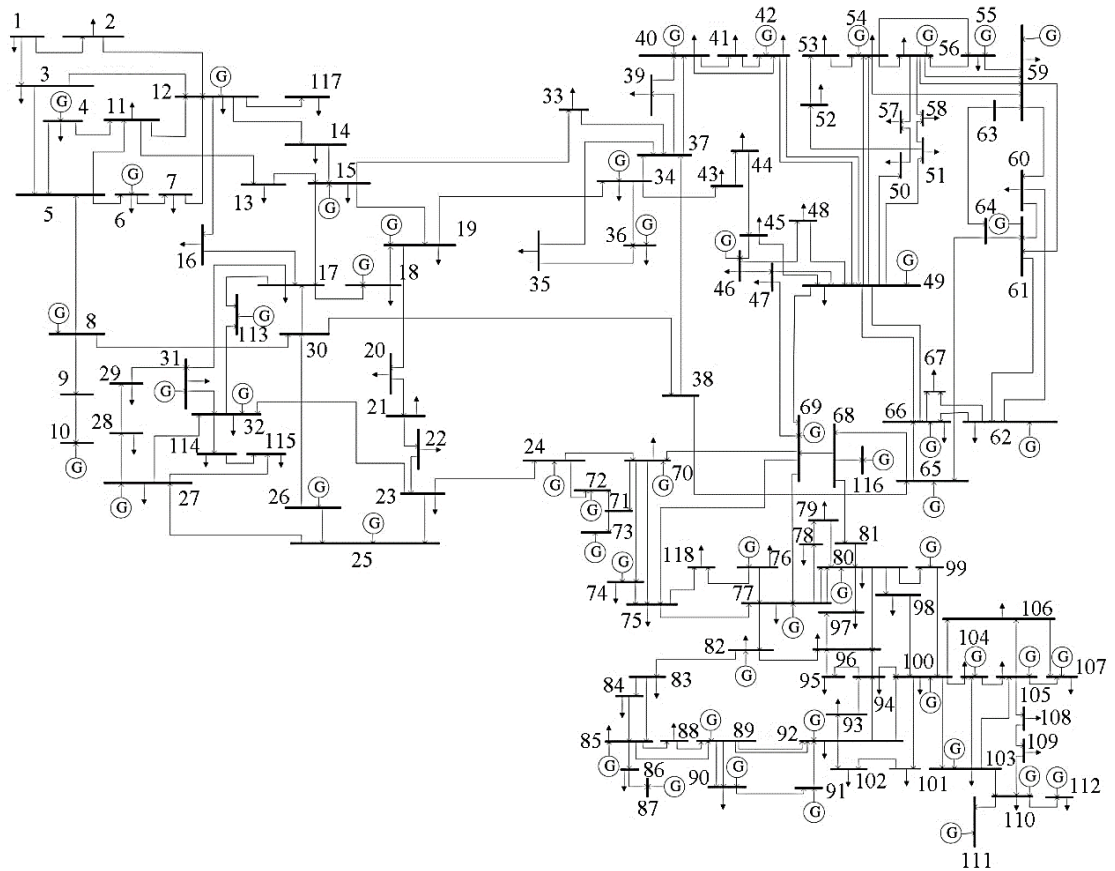 1 2
3
G 4 11 12 G 117
G
14
15
G
5 6 G 7 13
16
17 G 18 G 19
G 8 113 G 30
31 G 29
9 28 G 32
10 G 114 115
G 27 26 G
G 25
20
21
22
23
33
G 34 37
35 36 G
38
40 G 41 42 G
39
43 44
45
G 46 47 48
49 G
53 54 G 56 G 55 G
G 59
52 57 58
50 51
63
60
64 G
61
67
66 G 62 G
65 G
24 G 72 G 71 70 G
73 G
69 G 68 G
116
79
78 81
118 G 76 80 G G 99
74 G
75 77 G
97 98
82 G 96
83 95 94 100 G
106
104 G G 105 G 107
84
85 G 88 G 89 92 G 93
86 G 87
90 G 91 G
102 101
G 103
108
109
110 G G 112
G 111